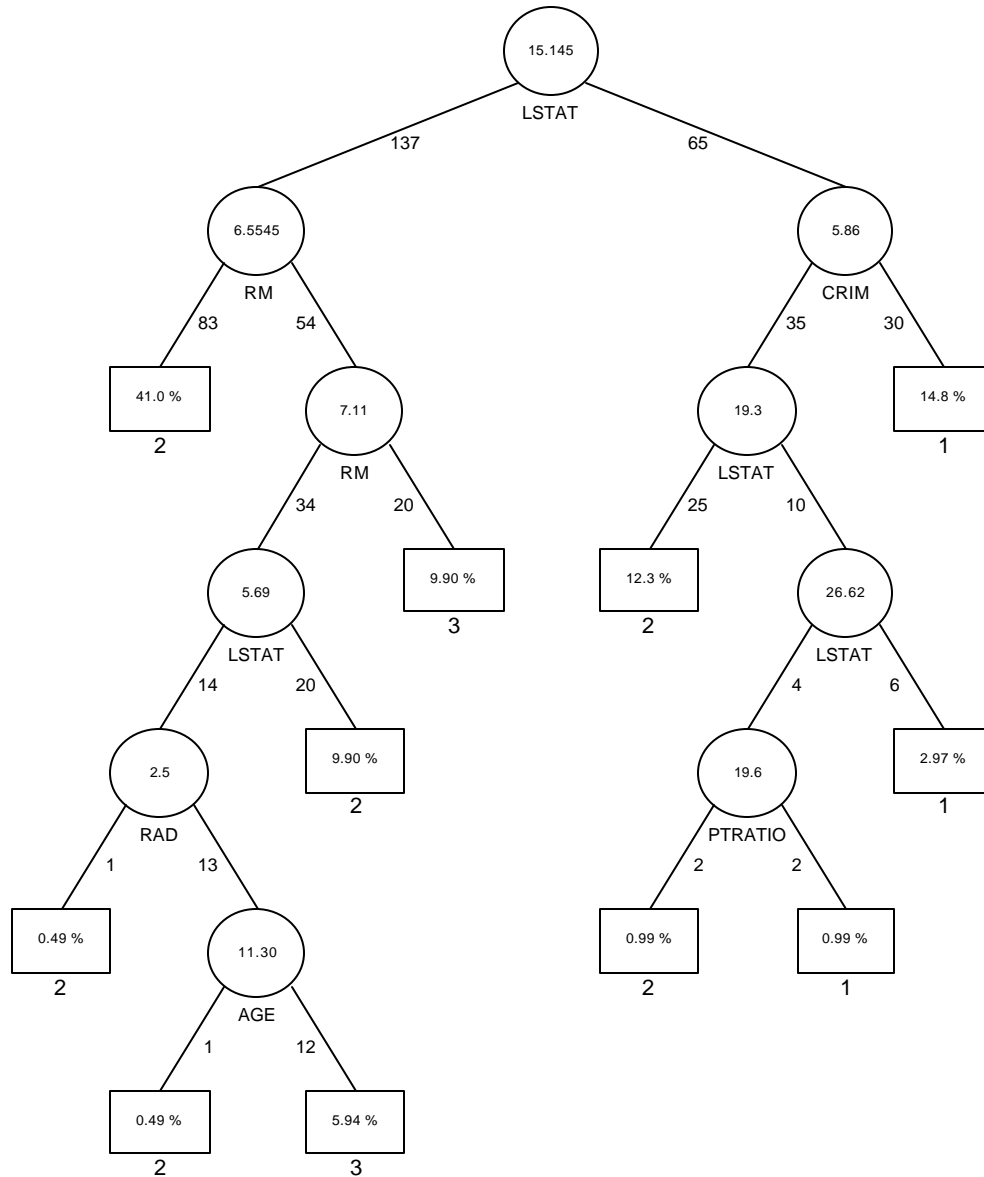 15.145
LSTAT
137 65
6.5545 5.86
RM CRIM
83 54 35 30
41.0 % 7.11 19.3 14.8 %
2 RM LSTAT 1
34 20 25 10
5.69 9.90 % 12.3 % 26.62
LSTAT 3 2 LSTAT
14 20 4 6
2.5 9.90 % 19.6 2.97 %
RAD 2 PTRATIO 1
1 13 2 2
0.49 % 11.30 0.99 % 0.99 %
2 AGE 2 1
1 12
0.49 % 5.94 %
2 3